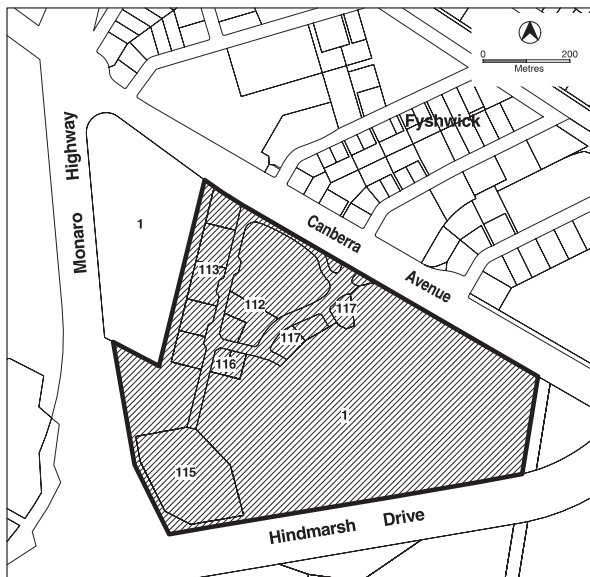 0 200
Metres
Fyshwick
Monaro Highway
Canberra Avenue
1
113
112
117
117
116
1
115
Hindmarsh Drive